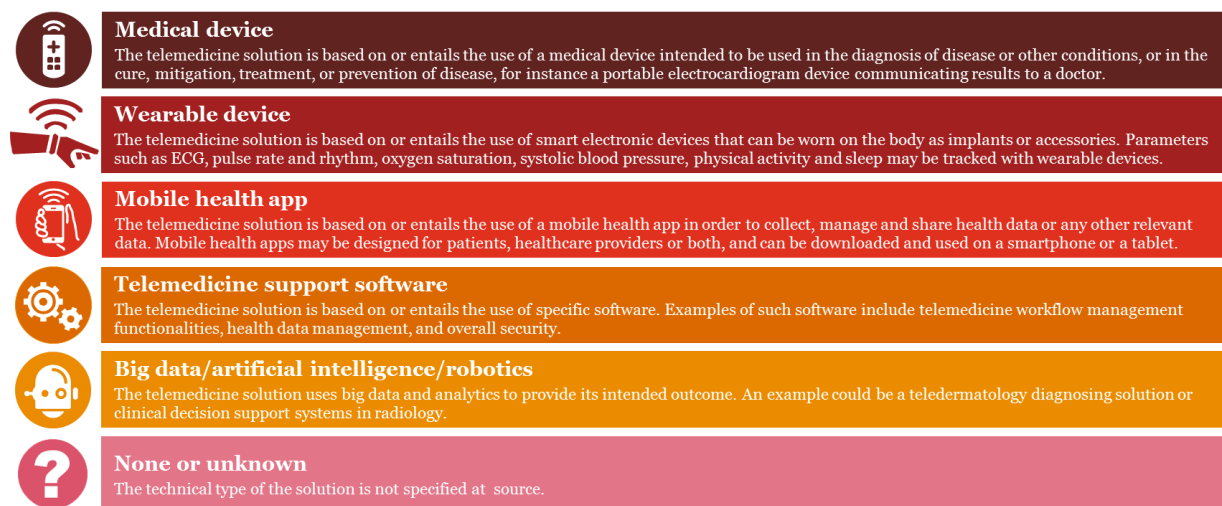 Medical device
The telemedicine solution is based on or entails the use of a medical device intended to be used in the diagnosis of disease or other conditions, or in the
cure, mitigation, treatment, or prevention of disease, for instance a portable electrocardiogram device communicating results to a doctor.
Wearable device
The telemedicine solution is based on or entails the use of smart electronic devices that can be worn on the body as implants or accessories. Parameters
such as ECG, pulse rate and rhythm, oxygen saturation, systolic blood pressure, physical activity and sleep may be tracked with wearable devices.
Mobile health app
The telemedicine solution is based on or entails the use of a mobile health app in order to collect, manage and share health data or any other relevant
data. Mobile health apps may be designed for patients, healthcare providers or both, and can be downloaded and used on a smartphone or a tablet.
Telemedicine support software
The telemedicine solution is based on or entails the use of specific software. Examples of such software include telemedicine workflow management
functionalities, health data management, and overall security.
Big data/artificial intelligence/robotics
The telemedicine solution uses big data and analytics to provide its intended outcome. An example could be a teledermatology diagnosing solution or
clinical decision support systems in radiology.
?
None or unknown
The technical type of the solution is not specified at source.